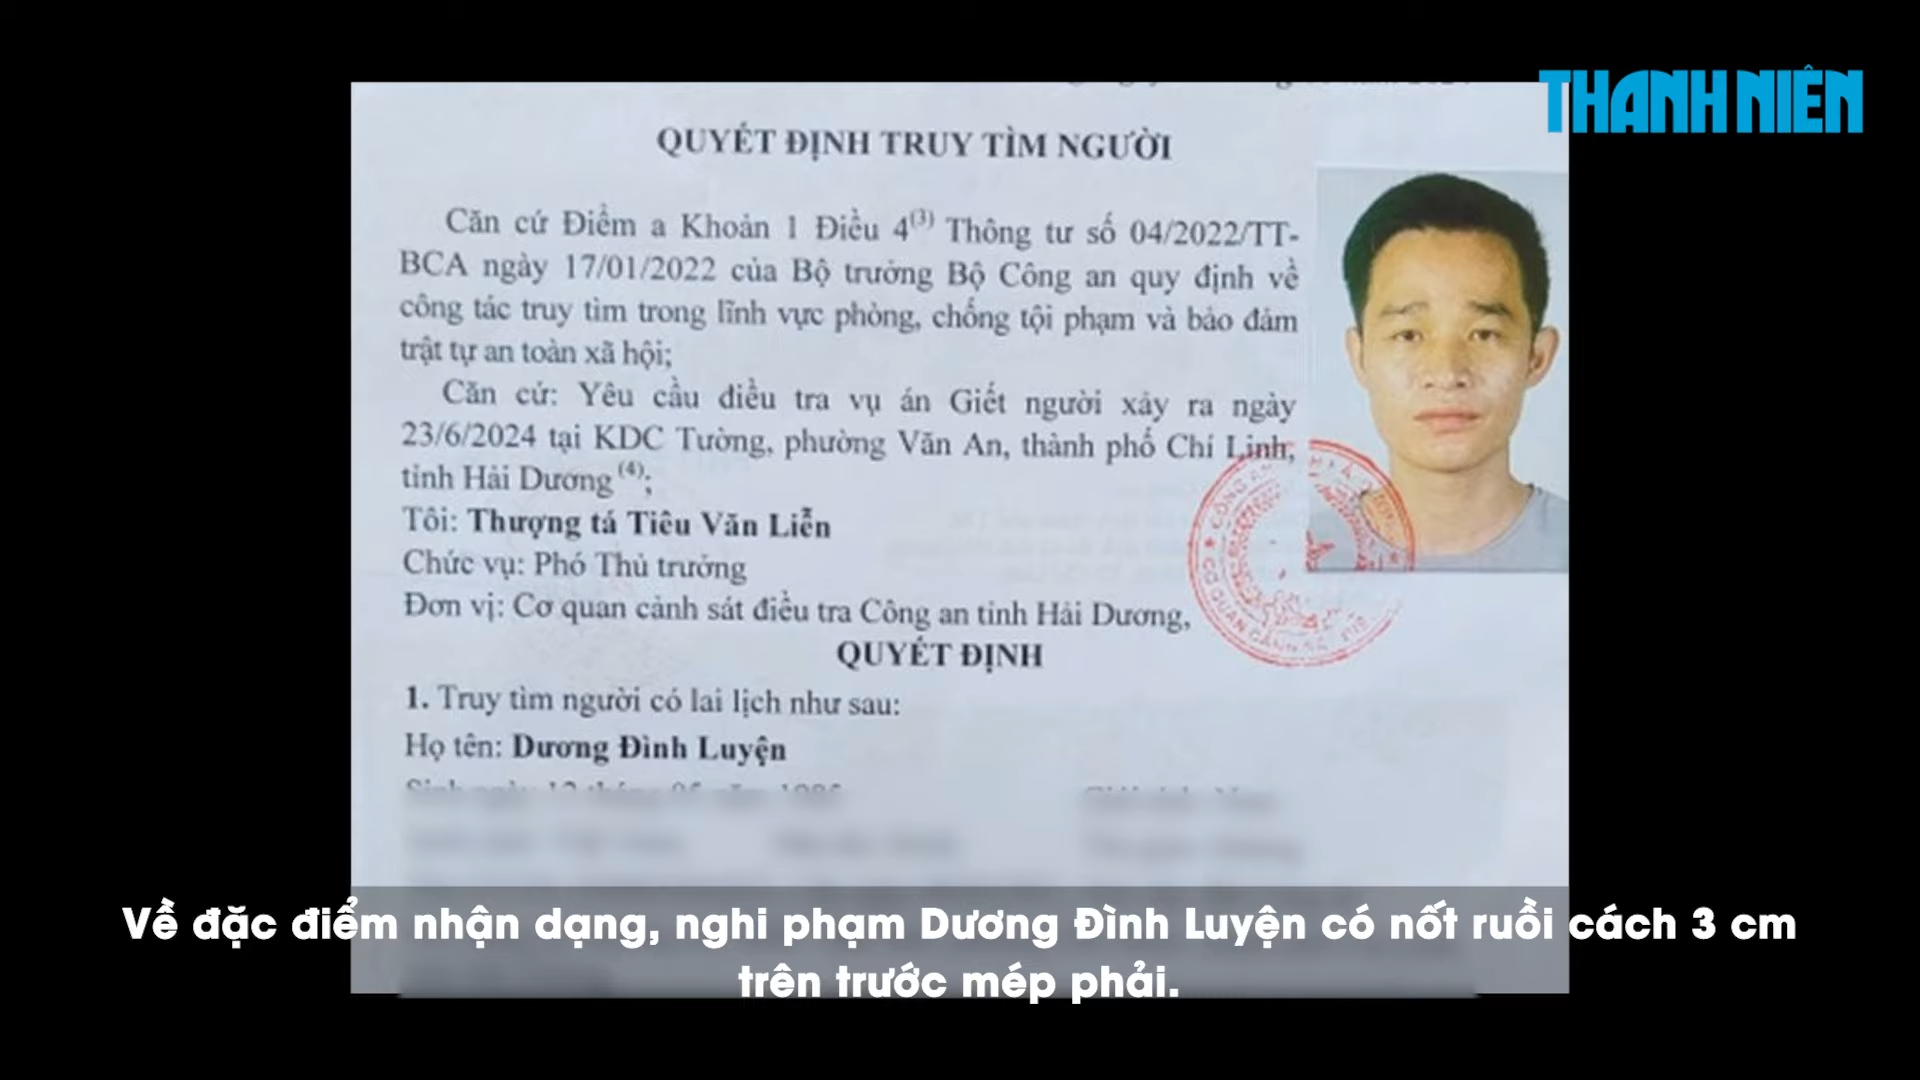 THANH NIÊN
QUYẾT ĐỊNH TRUY TÌM NGƯỜI
Căn cứ Điểm a Khoản 1 Điều 4(3) Thông tư số 04/2022/TT-
BCA ngày 17/01/2022 của Bộ trưởng Bộ Công an quy định về
công tác truy tìm trong lĩnh vực phòng, chống tội phạm và bảo đảm
trật tự an toàn xã hội;
Căn cứ: Yêu cầu điều tra vụ án Giết người xảy ra ngày
23/6/2024 tại KDC Tường, phường Văn An, thành phố Chí Linh,
tỉnh Hải Dương (4);
Tôi: Thượng tá Tiêu Văn Liễn
Chức vụ: Phó Thủ trưởng
Đơn vị: Cơ quan cảnh sát điều tra Công an tỉnh Hải Dương,
QUYẾT ĐỊNH
1. Truy tìm người có lai lịch như sau:
Họ tên: Dương Đình Luyện
Về đặc điểm nhận dạng, nghi phạm Dương Đình Luyện có nốt ruồi cách 3 cm
trên trước mép phải.